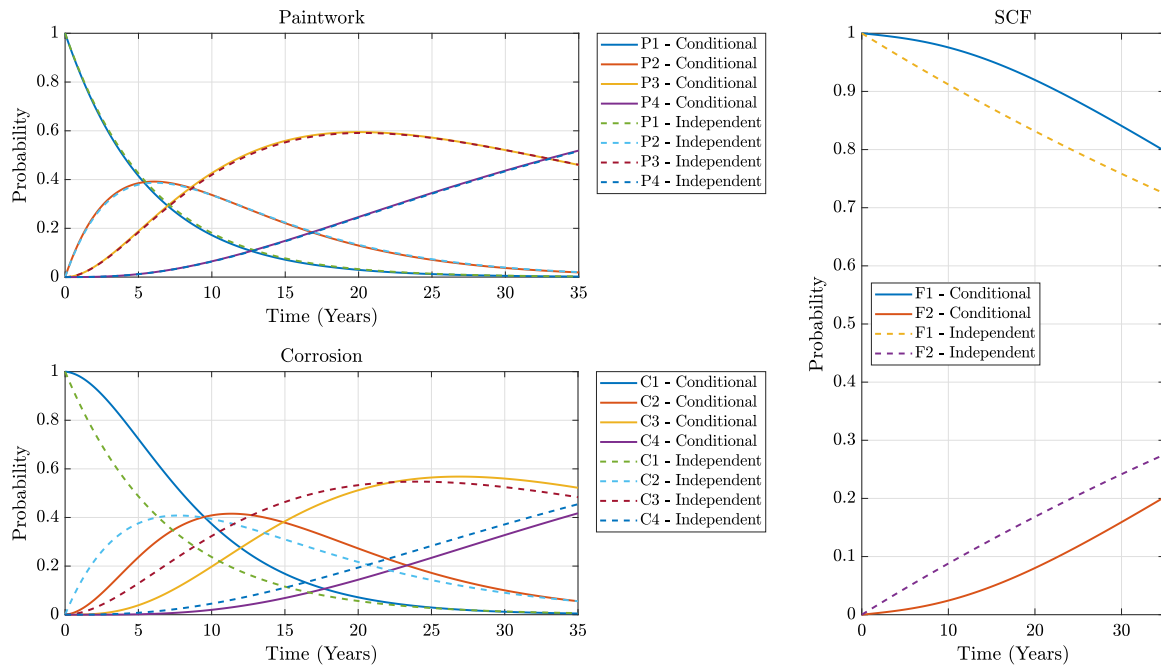 Paintwork
1
0.8
0.6
0.4
0.2
0
Probability
0 5 10 15 20 25 30 35
Time (Years)
P1 - Conditional
P2 - Conditional
P3 - Conditional
P4 - Conditional
P1 - Independent
P2 - Independent
P3 - Independent
P4 - Independent
Corrosion
1
0.8
0.6
0.4
0.2
0
Probability
0 5 10 15 20 25 30 35
Time (Years)
C1 - Conditional
C2 - Conditional
C3 - Conditional
C4 - Conditional
C1 - Independent
C2 - Independent
C3 - Independent
C4 - Independent
SCF
1
0.9
0.8
0.7
0.6
0.5
0.4
0.3
0.2
0.1
0
Probability
F1 - Conditional
F2 - Conditional
F1 - Independent
F2 - Independent
0 10 20 30
Time (Years)